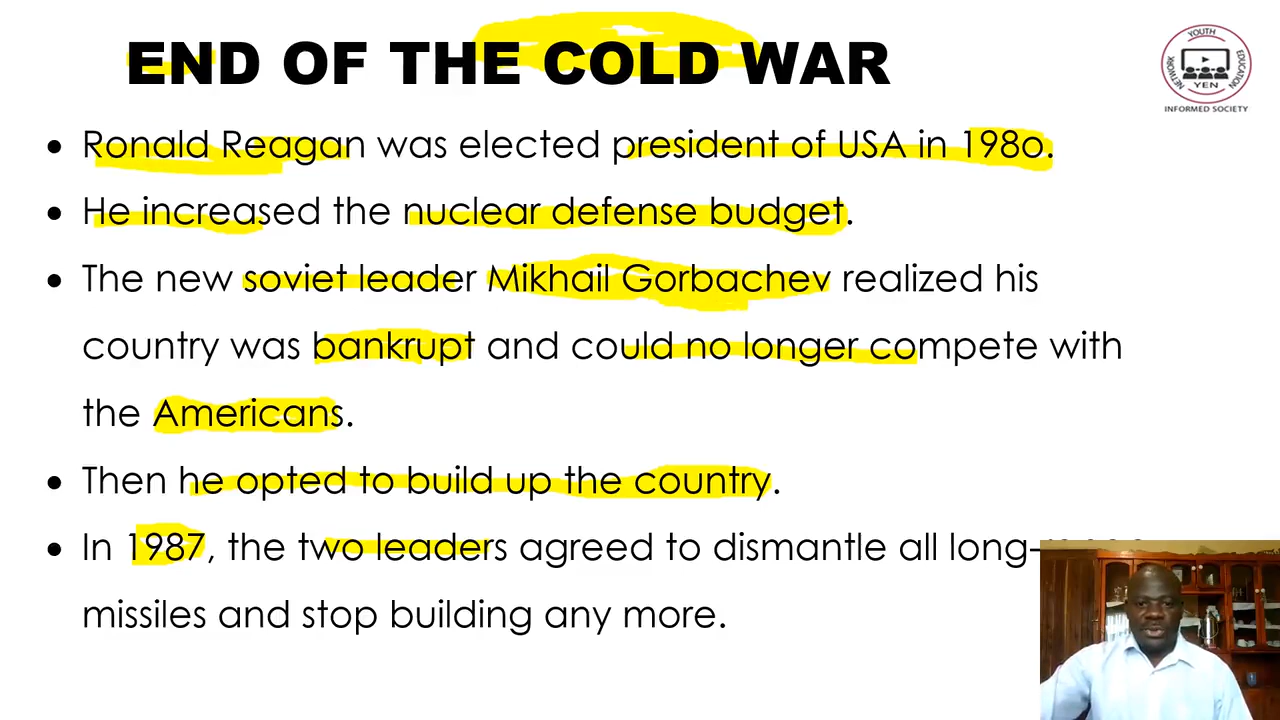 END OF THE COLD WAR
YOUTH
EDUCATION
NETWORK
YEN
INFORMED SOCIETY
• Ronald Reagan was elected president of USA in 198o.
• He increased the nuclear defense budget.
• The new soviet leader Mikhail Gorbachev realized his
country was bankrupt and could no longer compete with
the Americans.
• Then he opted to build up the country.
• In 1987, the two leaders agreed to dismantle all long-
missiles and stop building any more.